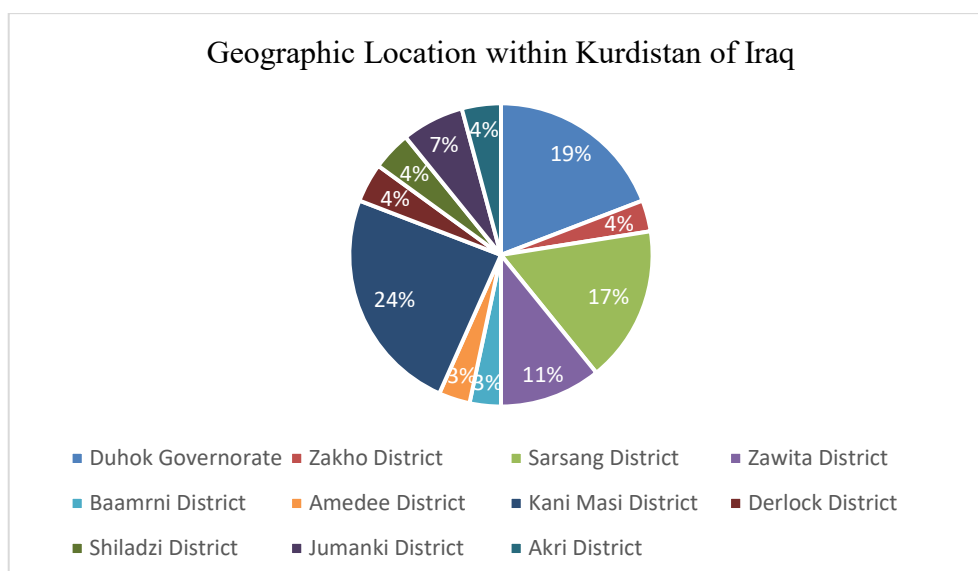 Geographic Location within Kurdistan of Iraq
19%
4%
17%
11%
3%
3%
24%
4%
4%
7%
4%
Duhok Governorate Zakho District Sarsang District Zawita District
Baamrni District Amedee District Kani Masi District Derlock District
Shiladzi District Jumanki District Akri District